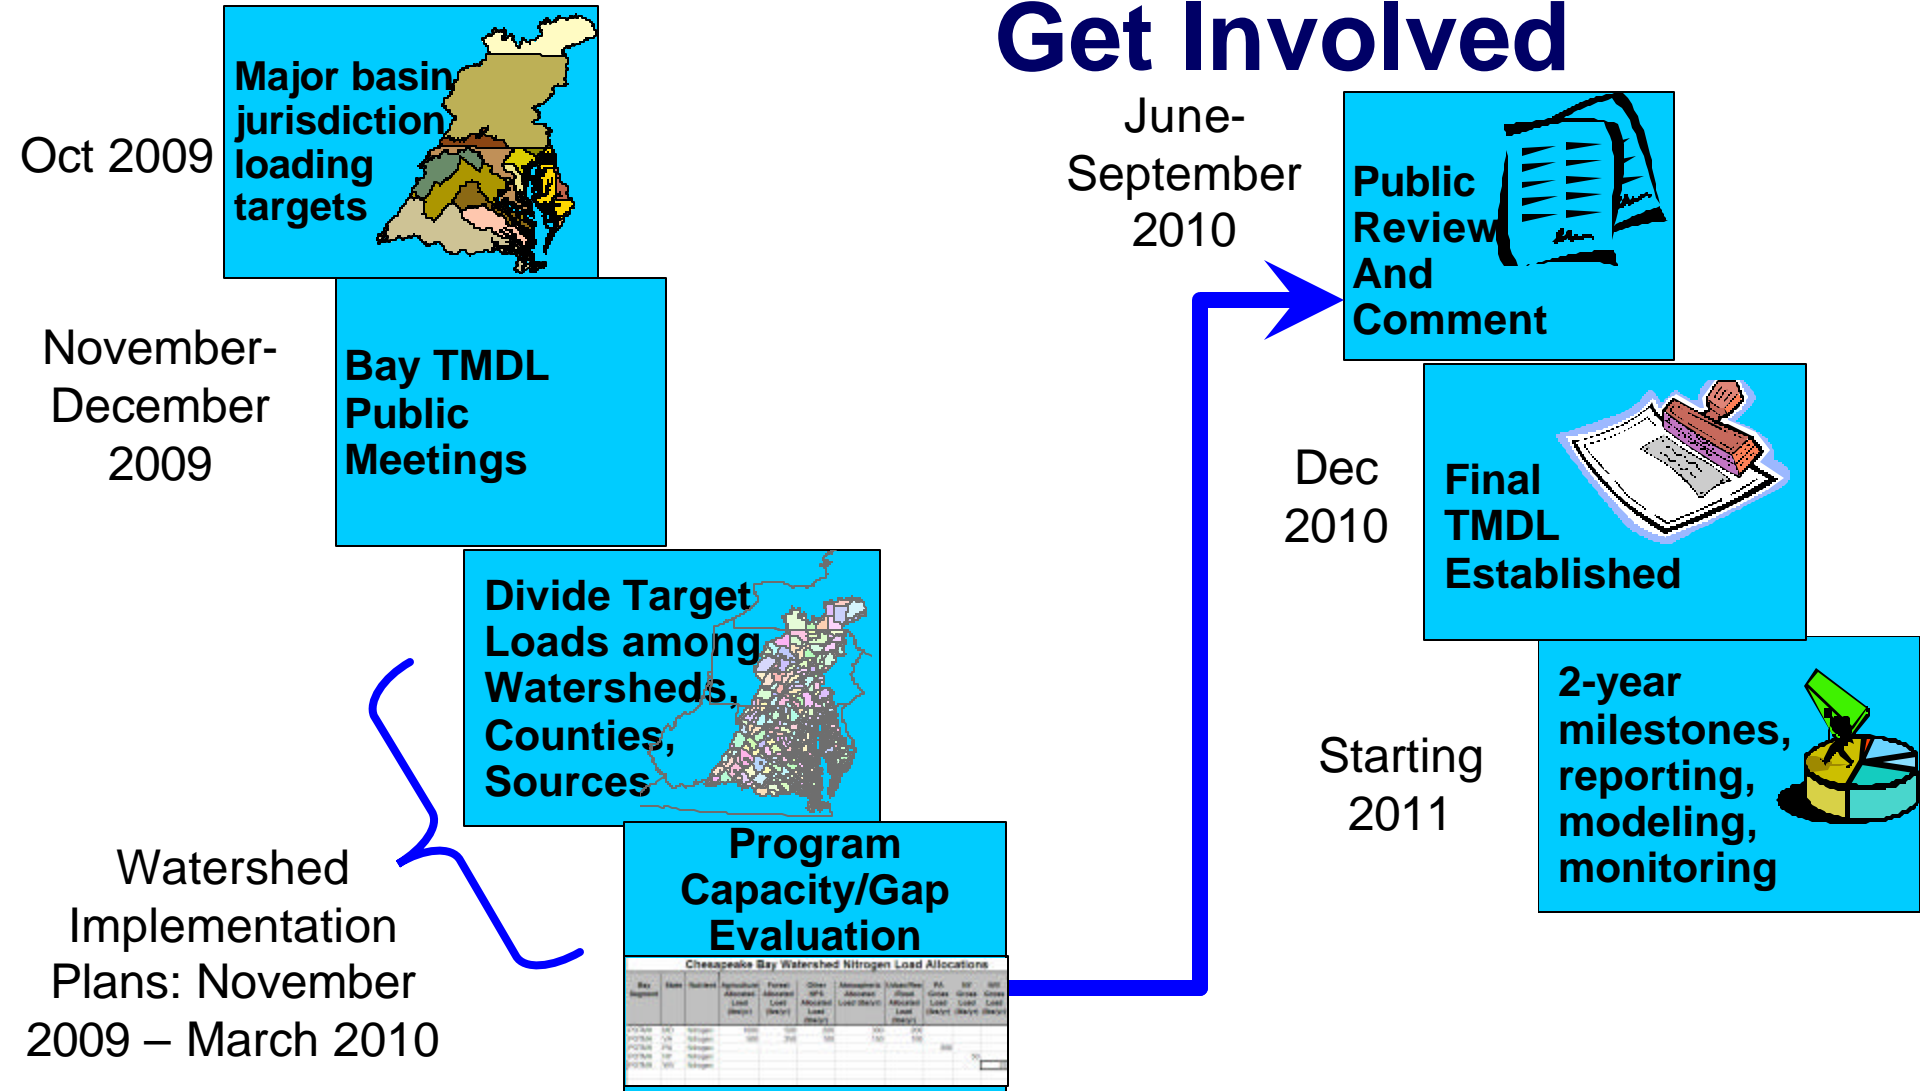 Get Involved
Oct 2009
Major basin
jurisdiction
loading
targets
November-
December
2009
Bay TMDL
Public
Meetings
Divide Target
Loads among
Watersheds,
Counties,
Sources
Watershed
Implementation
Plans: November
2009 – March 2010
Program
Capacity/Gap
Evaluation
Chesapeake Bay Watershed Nitrogen Load Allocations
June-
September
2010
Public
Review
And
Comment
Dec
2010
Final
TMDL
Established
Starting
2011
2-year
milestones,
reporting,
modeling,
monitoring